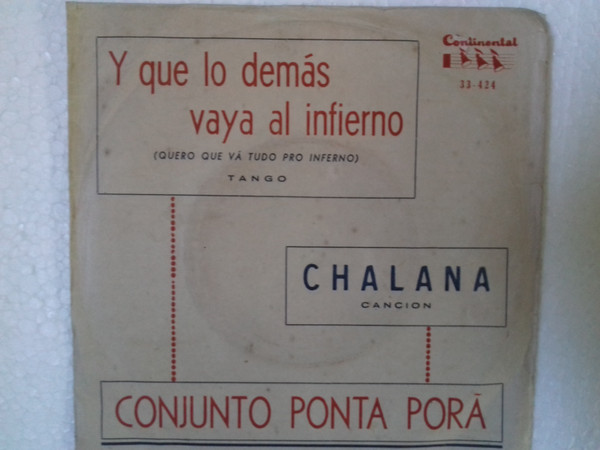 Y que lo demás
vaya al infierno
(QUERO QUE VÁ TUDO PRO INFERNO)
TANGO
Continental
33-424
CHALANA
CANCION
CONJUNTO PONTA PORÃ